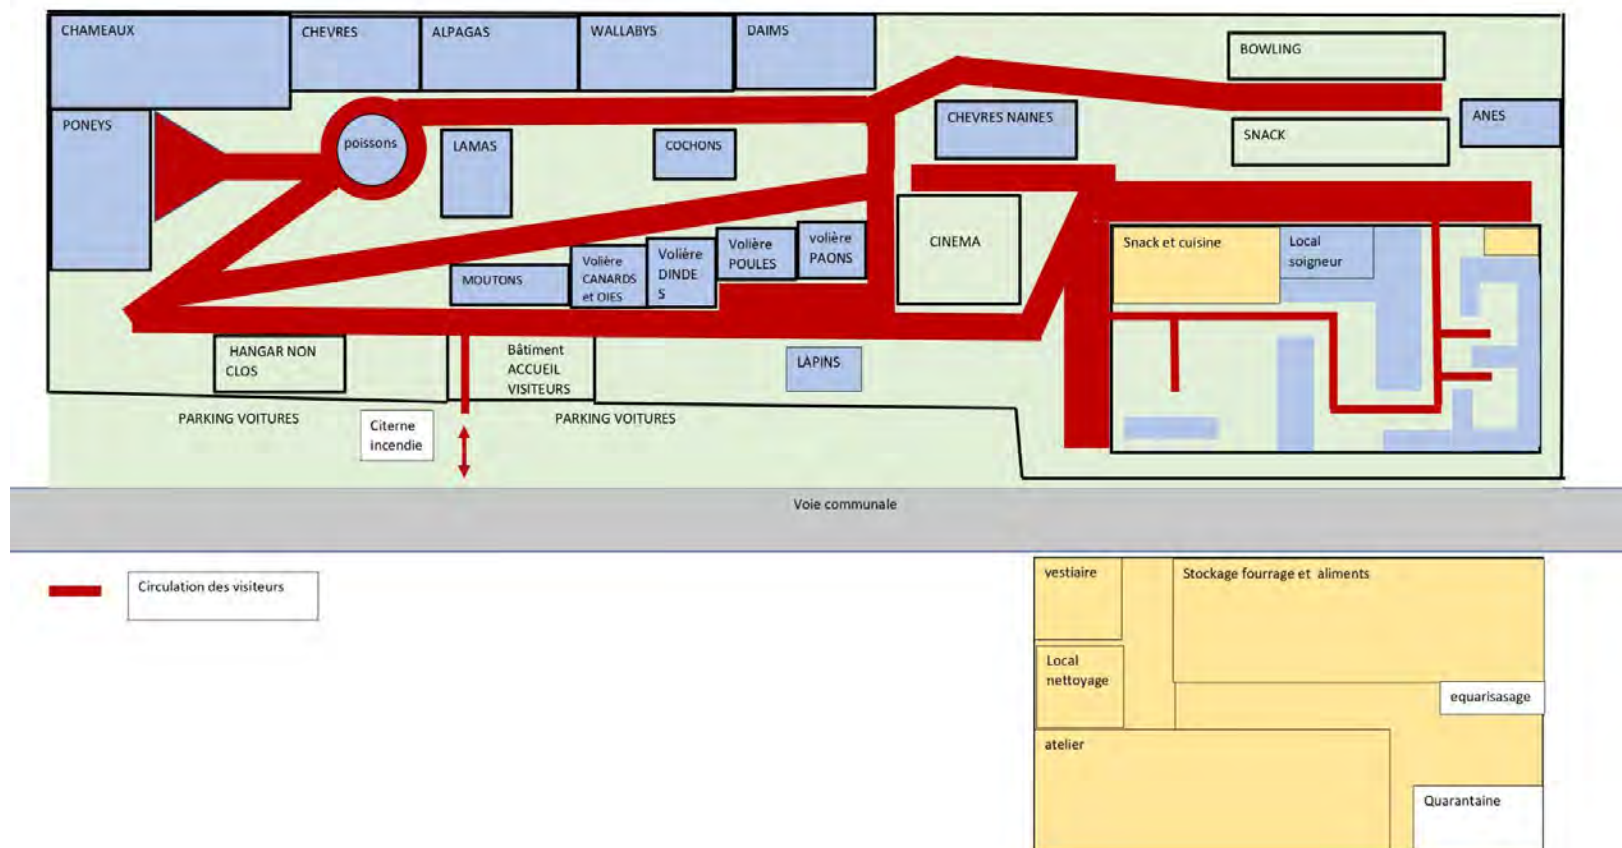 CHAMEAUX
CHEVRES
ALPAGAS
WALLABYS
DAIMS
BOWLING
PONEYS
poissons
LAMAS
COCHONS
CHEVRES NAINES
SNACK
ANES
MOUTONS
Volière
CANARDS
et OIES
Volière
DINDE
S
Volière
POULES
volière
PAONS
CINEMA
Snack et cuisine
Local
soigneur
HANGAR NON
CLOS
Bâtiment
ACCUEIL
VISITEURS
LAPINS
PARKING VOITURES
Citerne
incendie
PARKING VOITURES
Voie communale
Circulation des visiteurs
vestiaire
Stockage fourrage et aliments
Local
nettoyage
equarisasage
atelier
Quarantaine